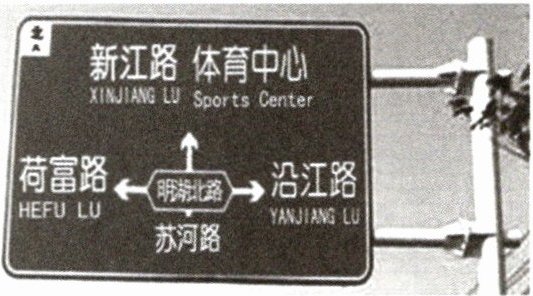 北
新江路 体育中心
XINJIANG LU Sports Center
荷富路 明湖北路 沿江路
HEFU LU YANJIANG LU
苏河路